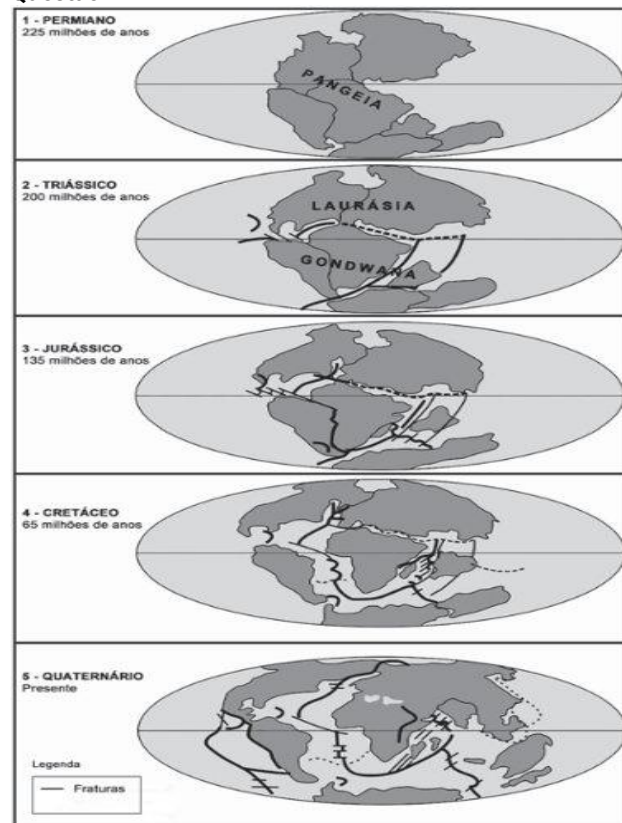 1 - PERMIANO
225 milhões de anos
PANGEIA
2 - TRIÁSSICO
200 milhões de anos
LAURÁSIA
GONDWANA
3 - JURÁSSICO
135 milhões de anos
4 - CRETÁCEO
65 milhões de anos
5 - QUATERNÁRIO
Presente
Legenda
Fraturas